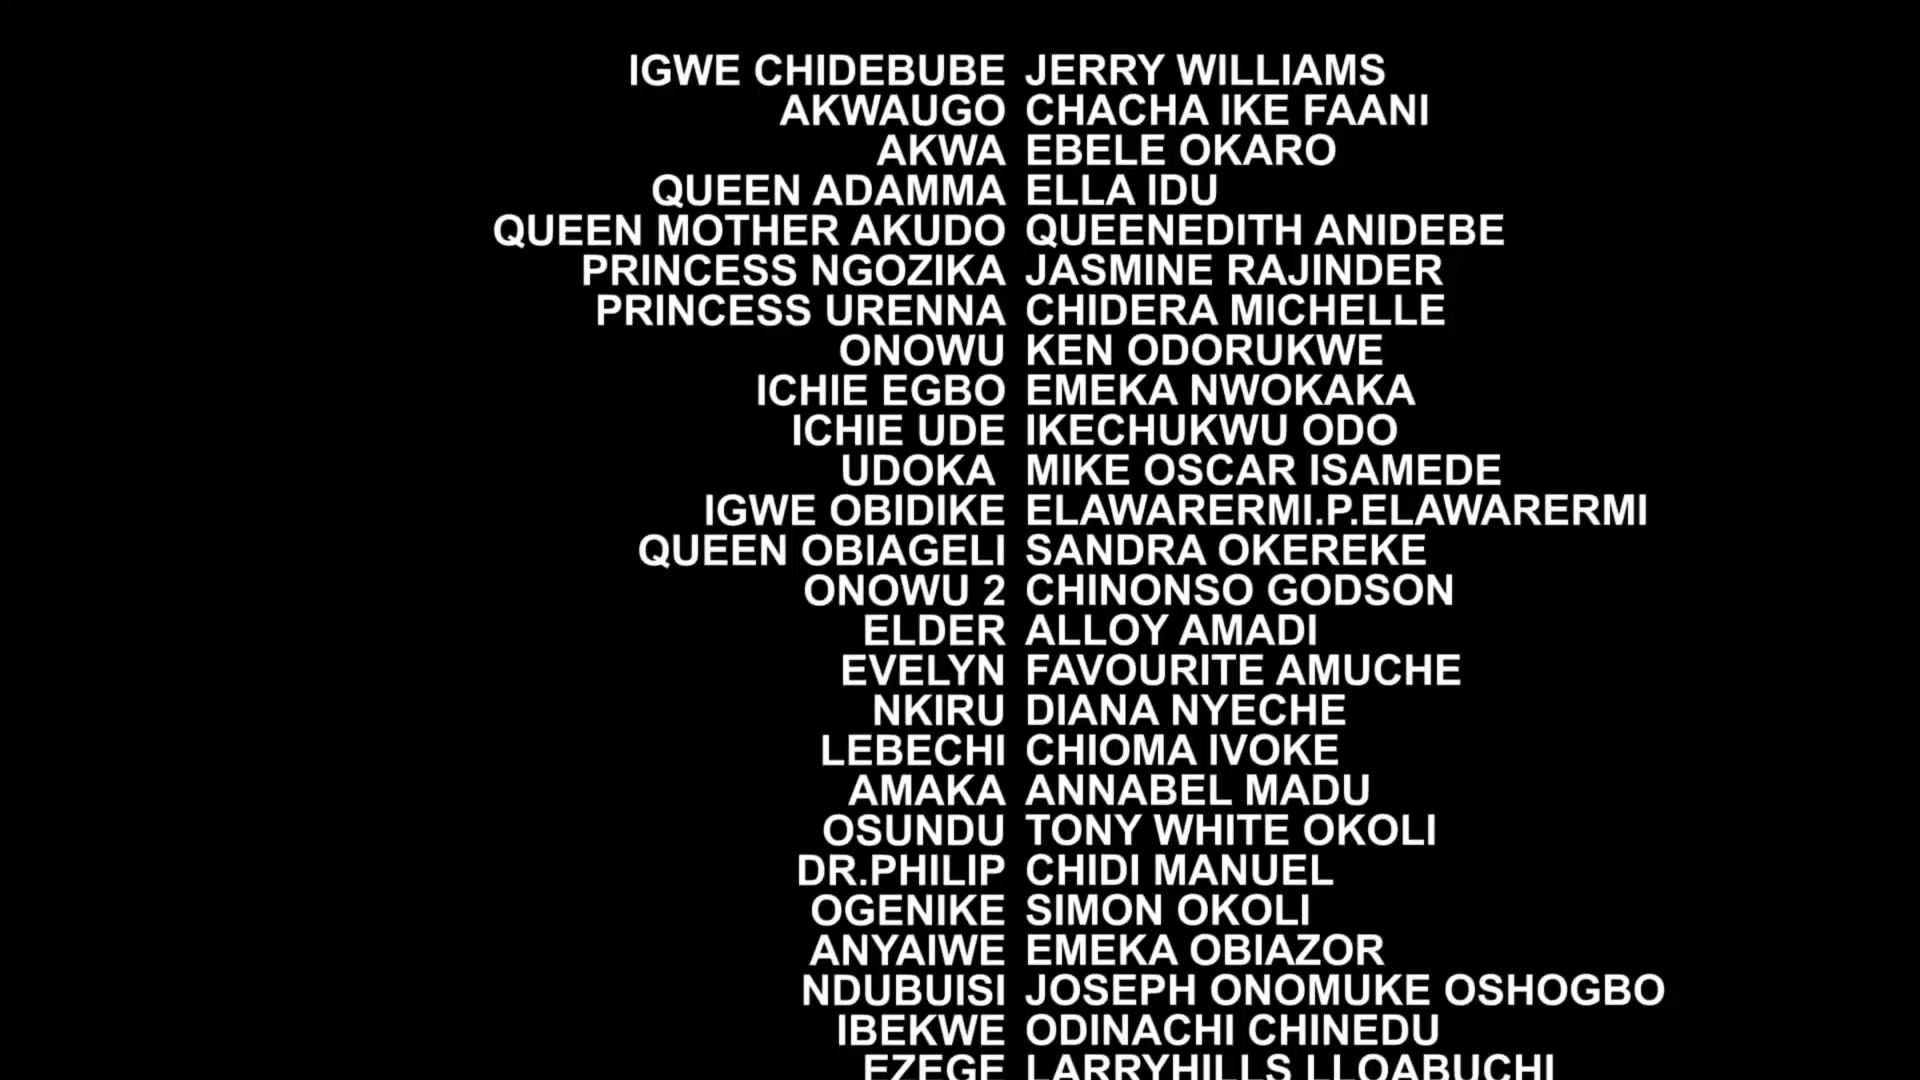 IGWE CHIDEBUBE JERRY WILLIAMS
AKWAUGO CHACHA IKE FAANI
AKWA EBELE OKARO
QUEEN ADAMMA ELLA IDU
QUEEN MOTHER AKUDO QUEENEDITH ANIDEBE
PRINCESS NGOZIKA JASMINE RAJINDER
PRINCESS URENNA CHIDERA MICHELLE
ONOWU KEN ODORUKWE
ICHIE EGBO EMEKA NWOKAKA
ICHIE UDE IKECHUKWU ODO
UDOKA MIKE OSCAR ISAMEDE
IGWE OBIDIKE ELAWARERMI.P.ELAWARERMI
QUEEN OBIAGELI SANDRA OKEREKE
ONOWU 2 CHINONSO GODSON
ELDER ALLOY AMADI
EVELYN FAVOURITE AMUCHE
NKIRU DIANA NYECHE
LEBECHI CHIOMA IVOKE
AMAKA ANNABEL MADU
OSUNDU TONY WHITE OKOLI
DR.PHILIP CHIDI MANUEL
OGENIKE SIMON OKOLI
ANYAIWE EMEKA OBIAZOR
NDUBUISI JOSEPH ONOMUKE OSHOGBO
IBEKWE ODINACHI CHINEDU
EZEGE LARRYHILLS LLOABUCHI